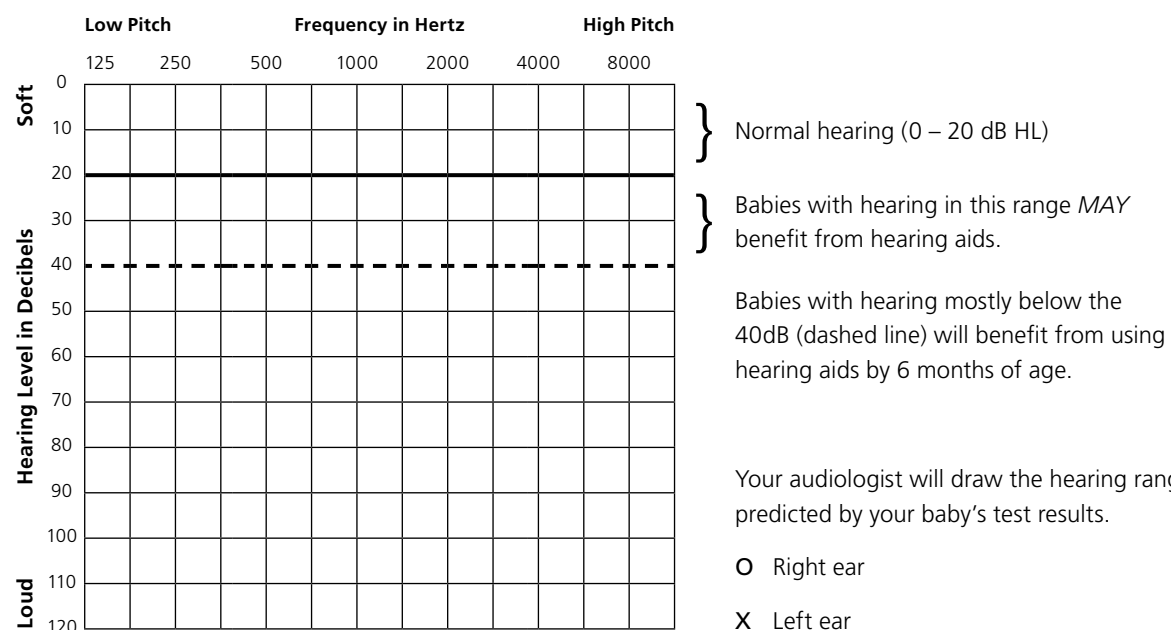 Low Pitch Frequency in Hertz High Pitch
125 250 500 1000 2000 4000 8000
Soft
Hearing Level in Decibels
Loud
0
10
20
30
40
50
60
70
80
90
100
110
120
} Normal hearing (0 – 20 dB HL)
} Babies with hearing in this range MAY
benefit from hearing aids.
Babies with hearing mostly below the
40dB (dashed line) will benefit from using
hearing aids by 6 months of age.
Your audiologist will draw the hearing rang
predicted by your baby's test results.
O Right ear
X Left ear